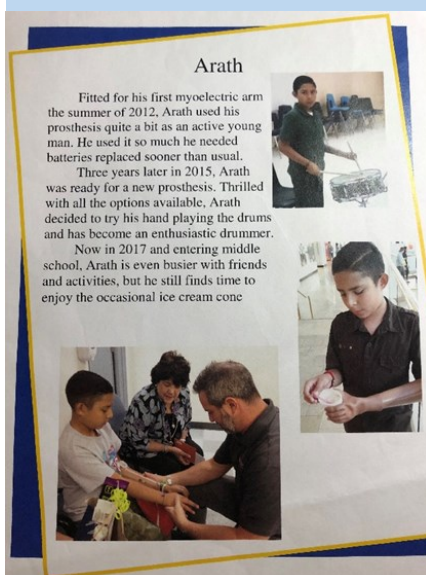 Arath
Fitted for his first myoelectric arm
the summer of 2012, Arath used his
prosthesis quite a bit as an active young
man. He used it so much he needed
batteries replaced sooner than usual.
Three years later in 2015, Arath
was ready for a new prosthesis. Thrilled
with all the options available, Arath
decided to try his hand playing the drums
and has become an enthusiastic drummer.
Now in 2017 and entering middle
school, Arath is even busier with friends
and activities, but he still finds time to
enjoy the occasional ice cream cone